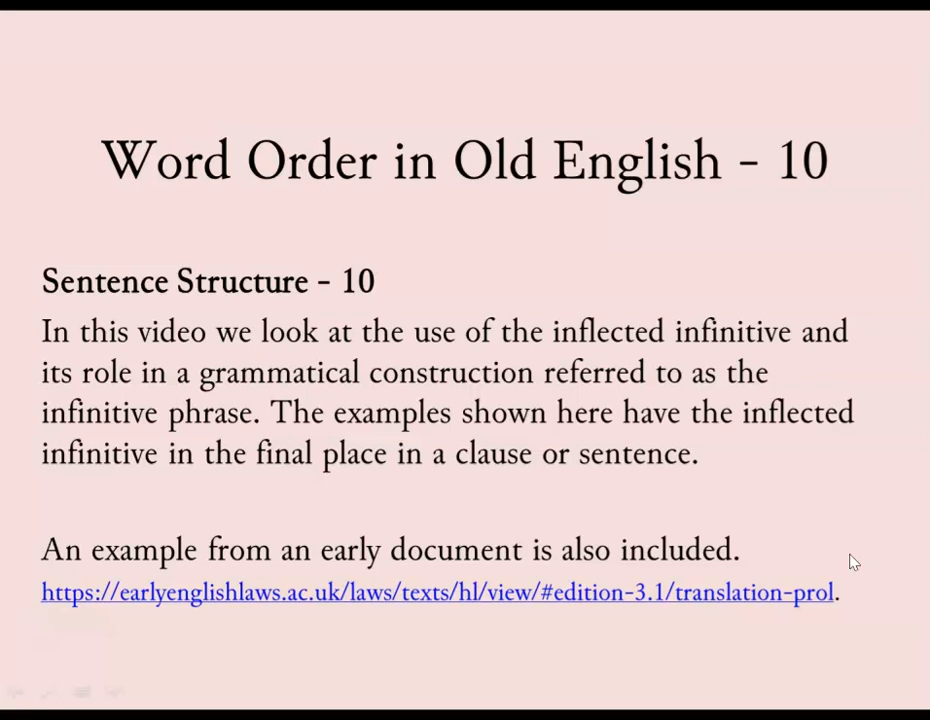 Word Order in Old English - 10
Sentence Structure - 10
In this video we look at the use of the inflected infinitive and
its role in a grammatical construction referred to as the
infinitive phrase. The examples shown here have the inflected
infinitive in the final place in a clause or sentence.
An example from an early document is also included.
https://earlyenglishlaws.ac.uk/laws/texts/hl/view/#edition-3.1/translation-prol.